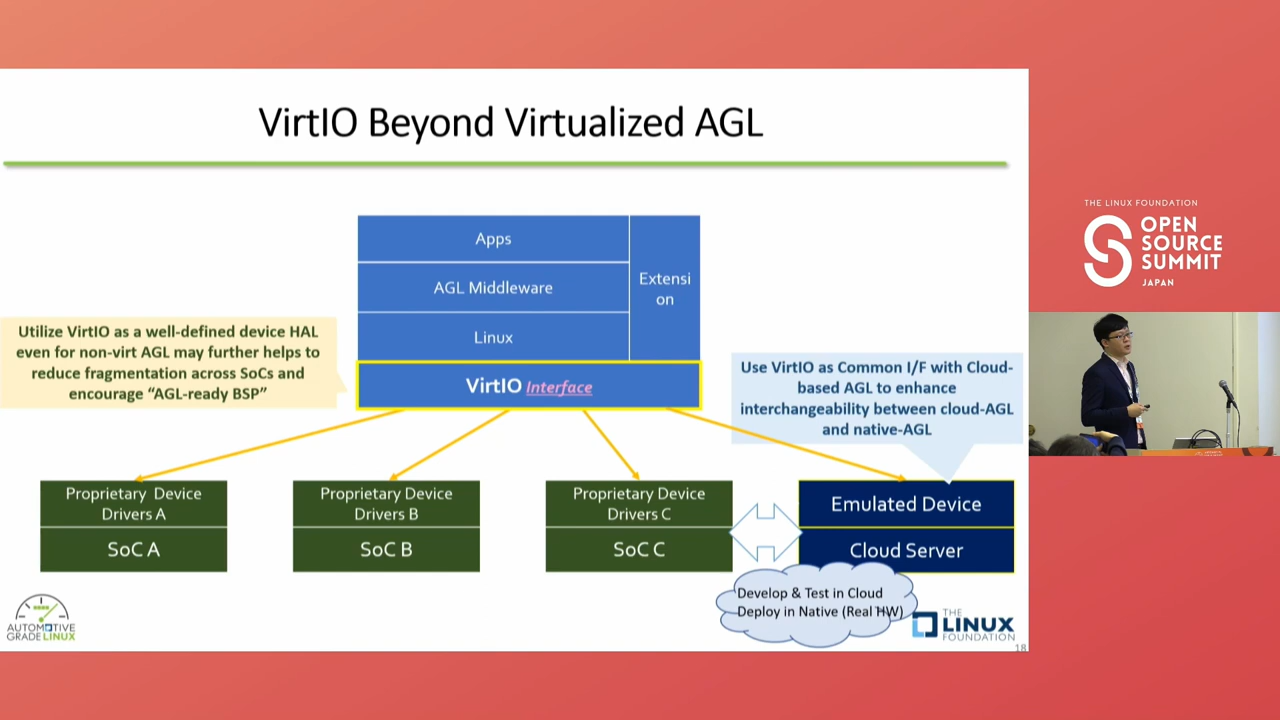 VirtIO Beyond Virtualized AGL
Apps
AGL Middleware
Linux
Extensi
on
VirtIO Interface
Utilize VirtIO as a well-defined device HAL
even for non-virt AGL may further helps to
reduce fragmentation across SoCs and
encourage “AGL-ready BSP”
Use VirtIO as Common I/F with Cloud-
based AGL to enhance
interchangeability between cloud-AGL
and native-AGL
Proprietary Device
Drivers A
SoC A
Proprietary Device
Drivers B
SoC B
Proprietary Device
Drivers C
SoC C
Emulated Device
Cloud Server
Develop & Test in Cloud
Deploy in Native (Real HW)
AUTOMOTIVE
GRADE LINUX
THE
LINUX
FOUNDATION
18
THE LINUX FOUNDATION
OPEN
SOURCE
SUMMIT
JAPAN